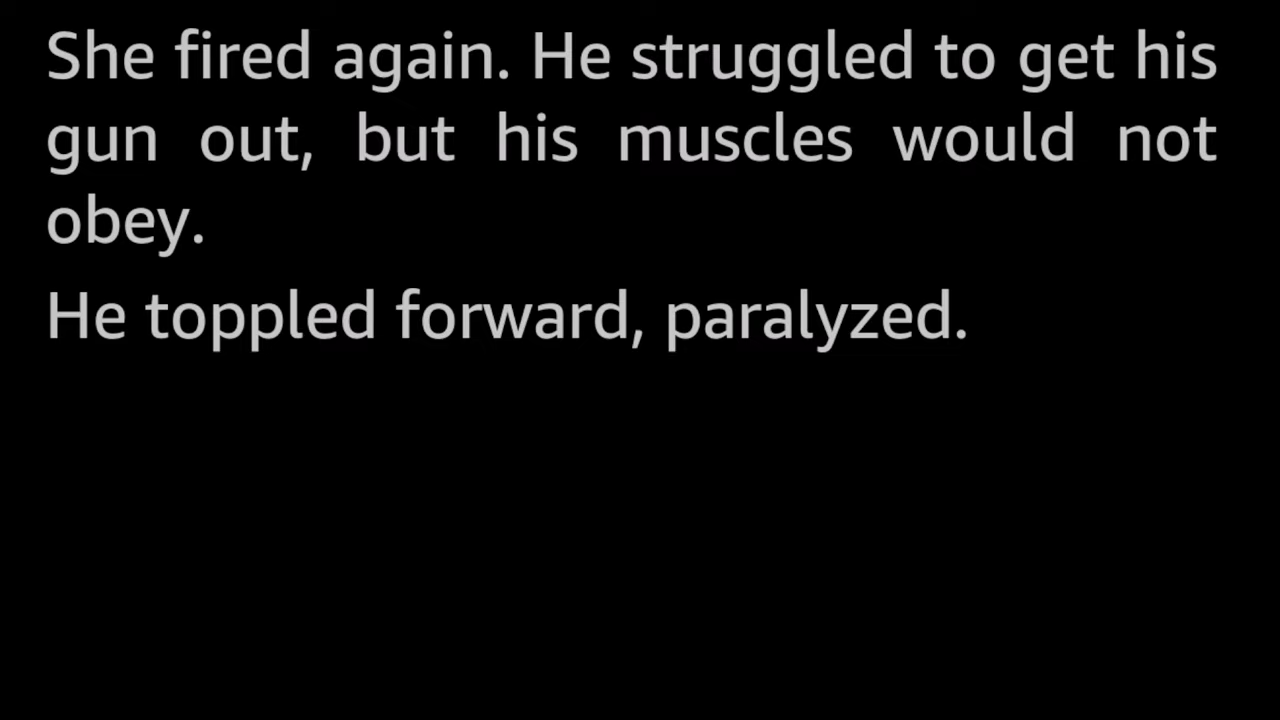 She fired again. He struggled to get his
gun out, but his muscles would not
obey.
He toppled forward, paralyzed.